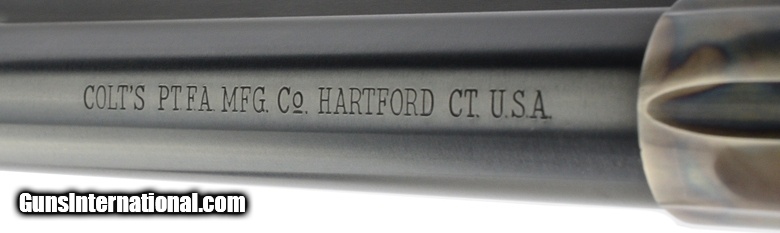 COLT'S PT.F.A. MFG. Co. HARTFORD CT. U.S.A.
GunsInternational.com